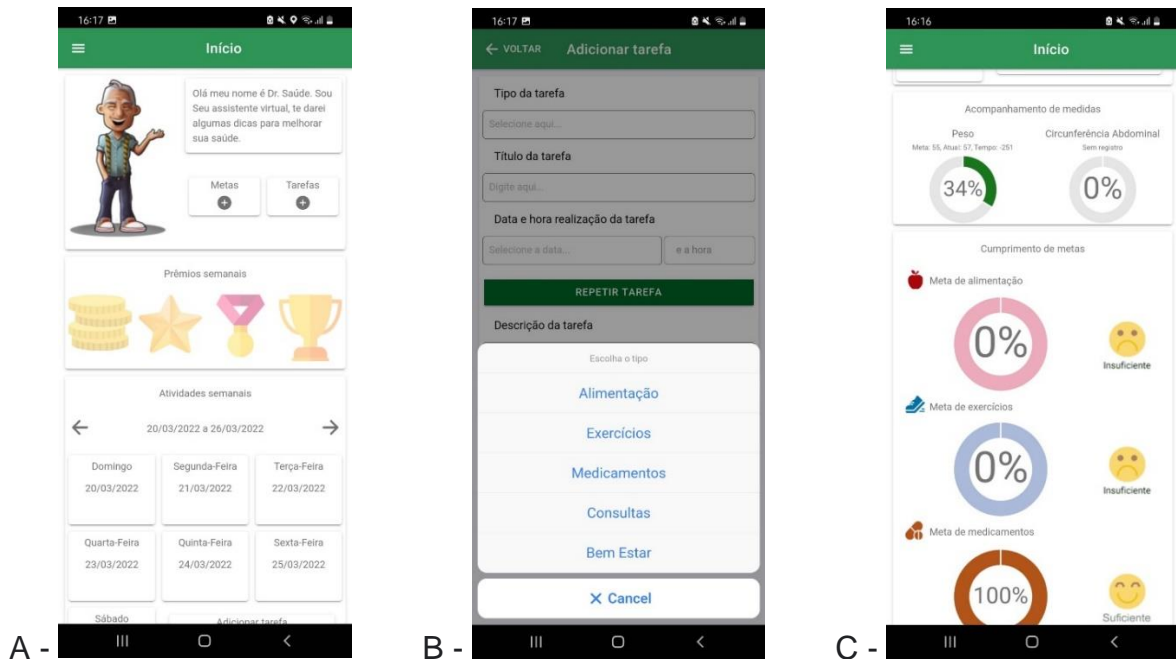 16:17
Início
Olá meu nome é Dr. Saúde. Sou
Seu assistente virtual, te darei
algumas dicas para melhorar
sua saúde.
Metas
Tarefas
Prêmios semanais
Atividades semanais
20/03/2022 a 26/03/2022
Domingo
20/03/2022
Segunda-Feira
21/03/2022
Terça-Feira
22/03/2022
Quarta-Feira
23/03/2022
Quinta-Feira
24/03/2022
Sexta-Feira
25/03/2022
Sábado
Adicionar tarefa
A -
16:17
VOLTAR
Adicionar tarefa
Tipo da tarefa
Selecione aqui...
Título da tarefa
Digite aqui...
Data e hora realização da tarefa
Selecione a data...
e a hora
REPETIR TAREFA
Descrição da tarefa
Escolha o tipo
Alimentação
Exercícios
Medicamentos
Consultas
Bem Estar
Cancel
B -
16:16
Início
Acompanhamento de medidas
Peso
Meta: 55, Atual: 57, Tempo: -251
34%
Circunferência Abdominal
Sem registro
0%
Cumprimento de metas
Meta de alimentação
0%
Insuficiente
Meta de exercícios
0%
Insuficiente
Meta de medicamentos
100%
Suficiente
C -